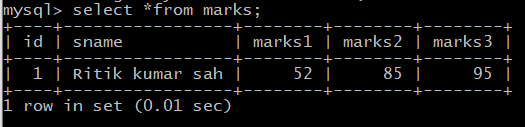 mysql> select *from marks;
+----+-----------------+--------+--------+--------+
| id | sname           | marks1 | marks2 | marks3 |
+----+-----------------+--------+--------+--------+
|  1 | Ritik kumar sah |     52 |     85 |     95 |
+----+-----------------+--------+--------+--------+
1 row in set (0.01 sec)